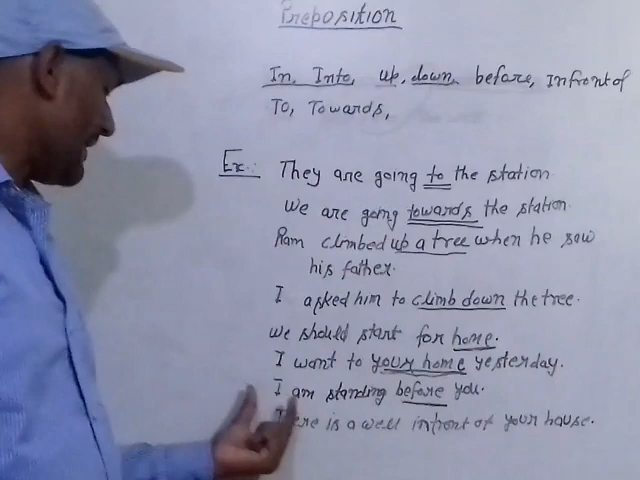 Preposition
In, Into, up, down, before, Infront of
To, Towards,
Ex.: They are going to the station.
We are going towards the station.
Ram climbed up a tree when he saw
his father.
I asked him to climb down the tree.
we should start for home.
I want to your home yesterday.
I am standing before you.
There is a well infront of your house.